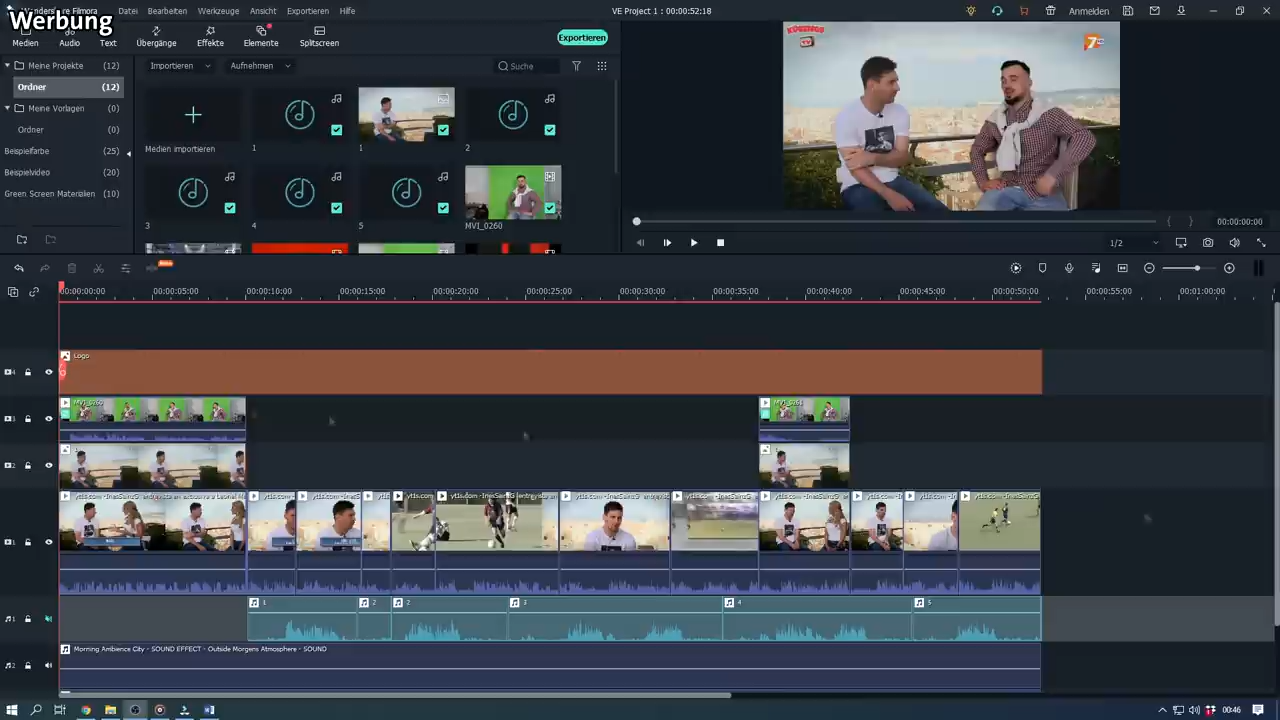 Werbung
Wondershare Filmora
Datei
Bearbeiten
Werkzeuge
Ansicht
Exportieren
Hilfe
VE Project 1 : 00:00:52:18
Anmelden
Medien
Audio
Übergänge
Effekte
Elemente
Splitscreen
Exportieren
Meine Projekte (12)
Ordner (12)
Meine Vorlagen (0)
Ordner (0)
Beispielfarbe (25)
Beispielvideo (20)
Green Screen Materialien (10)
Importieren
Aufnehmen
Suche
Medien importieren
1
1
2
3
4
5
MVI_0260
TV
7
00:00:00:00
1/2
00:00:00:00
00:00:05:00
00:00:10:00
00:00:15:00
00:00:20:00
00:00:25:00
00:00:30:00
00:00:35:00
00:00:40:00
00:00:45:00
00:00:50:00
00:00:55:00
00:01:00:00
Logo
MVI_0260
MVI_0261
1
2
2
3
4
5
Morning Ambience City - SOUND EFFECT - Outside Morgens Atmosphere - SOUND
00:46